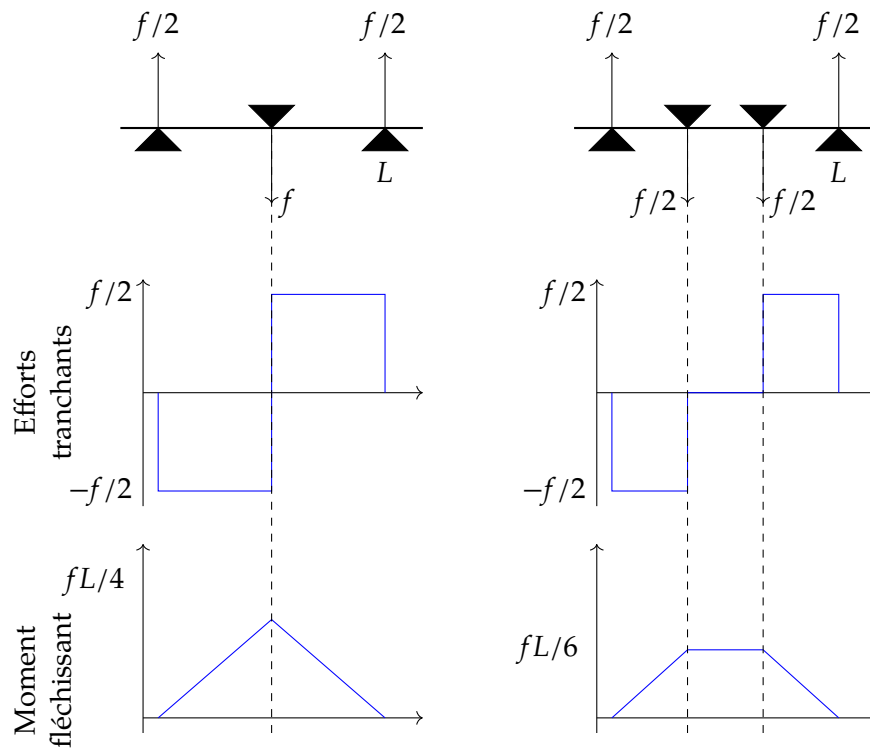 f/2
f/2
f/2
f/2
L
L
f
f/2
f/2
f/2
f/2
Efforts
tranchants
−f/2
−f/2
fL/4
fL/6
Moment
fléchissant